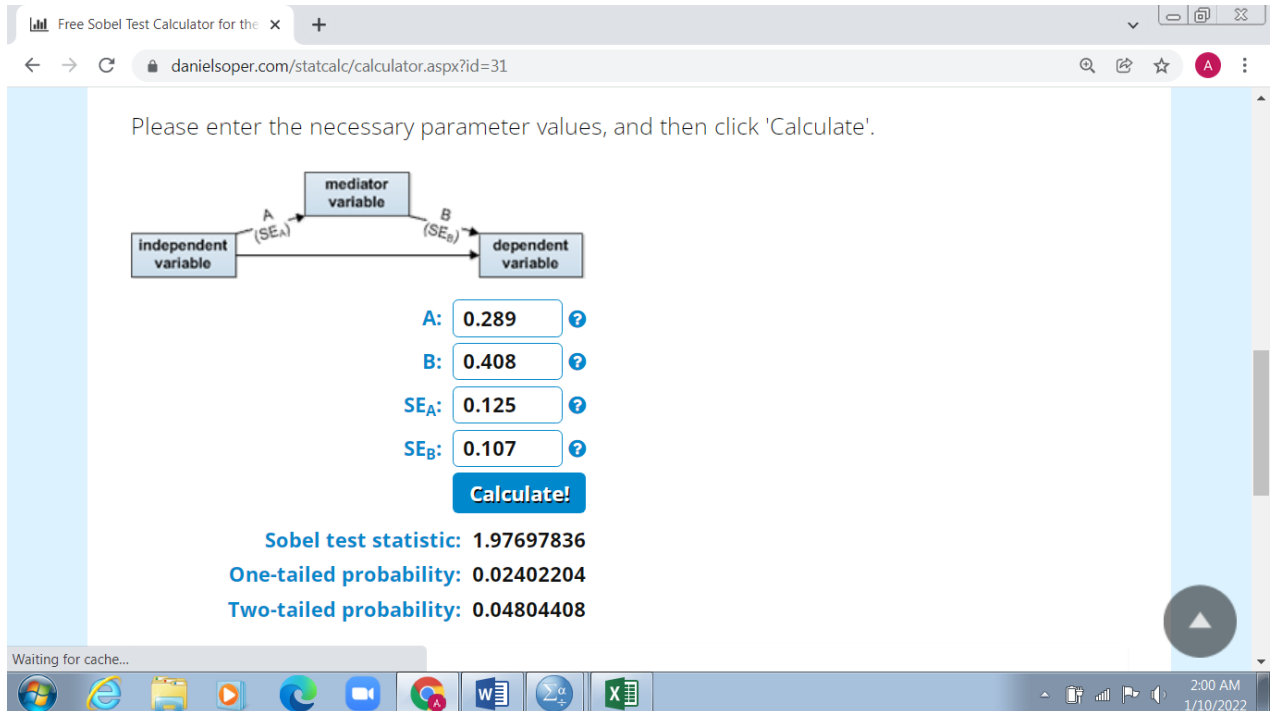 Free Sobel Test Calculator for the
danielsoper.com/statcalc/calculator.aspx?id=31
A
Please enter the necessary parameter values, and then click 'Calculate'.
mediator
variable
A
(SEA)
B
(SEB)
independent
variable
dependent
variable
A: 0.289 ?
B: 0.408 ?
SEA: 0.125 ?
SEB: 0.107 ?
Calculate!
Sobel test statistic: 1.97697836
One-tailed probability: 0.02402204
Two-tailed probability: 0.04804408
Waiting for cache...
A
W
Σα
X
2:00 AM
1/10/2022